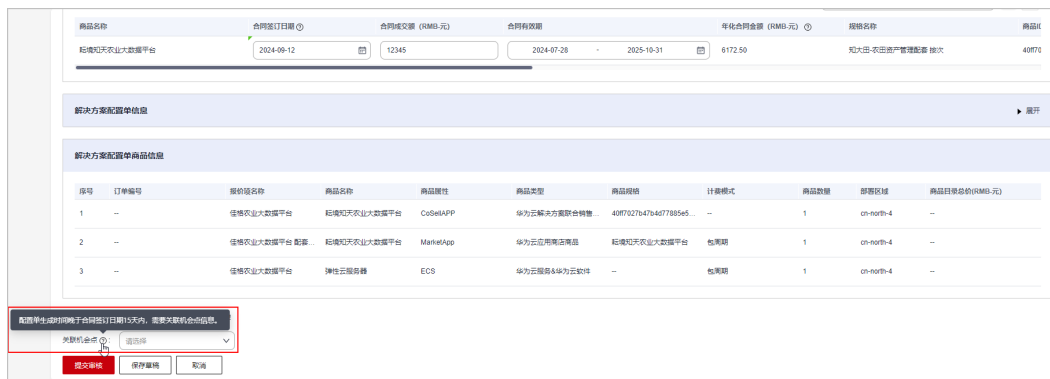 商品名称 合同签订日期 合同成交额 (RMB-元) 合同有效期 年化合同金额 (RMB-元) 规格名称 商品IC
耘境知天农业大数据平台 2024-09-12 12345 2024-07-28 - 2025-10-31 6172.50 知大田-农田资产管理配套 按次 40ff70
解决方案配置单信息 展开
解决方案配置单商品信息
序号 订单编号 报价项名称 商品名称 商品属性 商品类型 商品规格 计费模式 商品数量 部署区域 商品目录总价(RMB-元)
1 -- 佳格农业大数据平台 耘境知天农业大数据平台 CoSellAPP 华为云解决方案联合销售... 40ff7027b47b4d77885e5... -- 1 cn-north-4 --
2 -- 佳格农业大数据平台 配套... 耘境知天农业大数据平台 MarketApp 华为云应用商店商品 耘境知天农业大数据平台 包周期 1 cn-north-4 --
3 -- 佳格农业大数据平台 弹性云服务器 ECS 华为云服务&华为云软件 -- 包周期 1 cn-north-4 --
配置单生成时间晚于合同签订日期15天内，需要关联机会点信息。
关联机会点 : 请选择
提交审核 保存草稿 取消